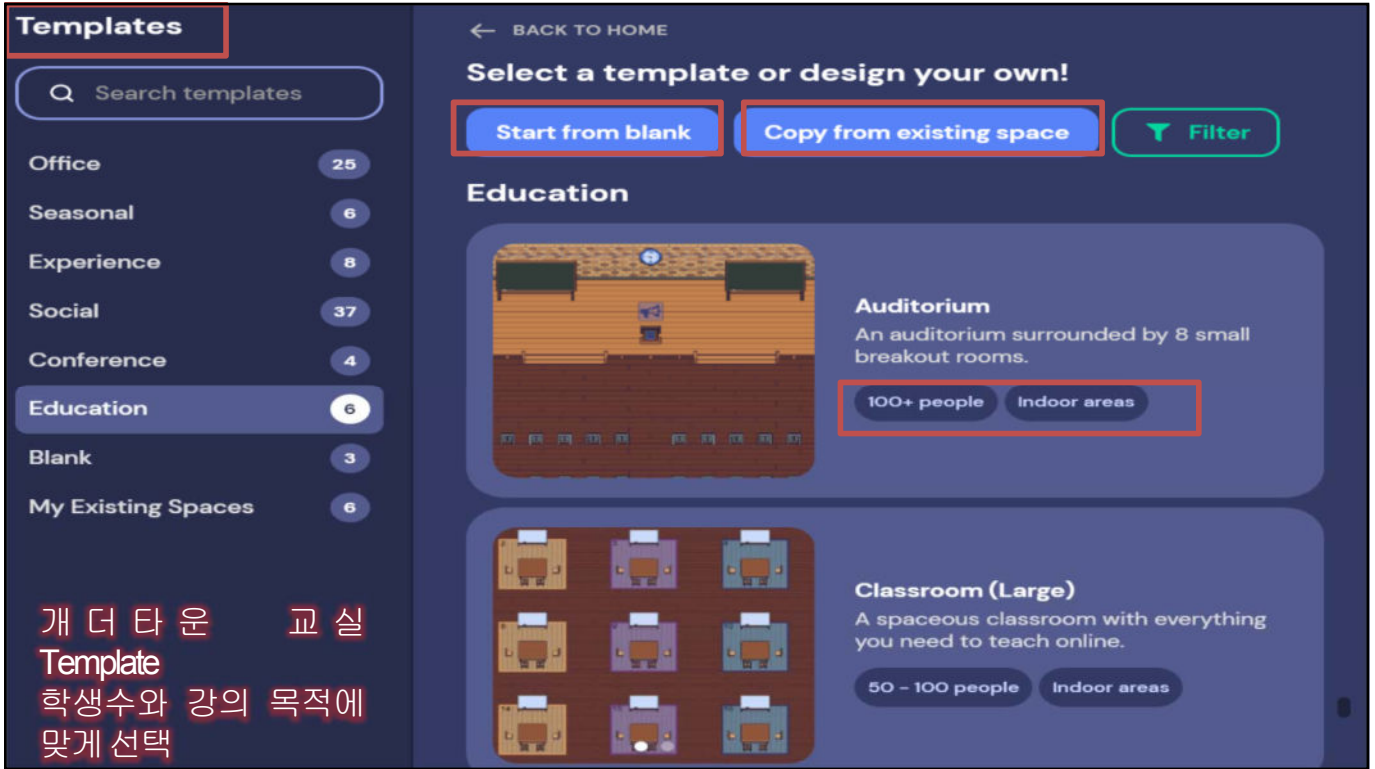 Templates
Search templates
Office 25
Seasonal 6
Experience 8
Social 37
Conference 4
Education 6
Blank 3
My Existing Spaces 6
개더타운 교실
Template
학생수와 강의 목적에
맞게 선택
← BACK TO HOME
Select a template or design your own!
Start from blank Copy from existing space Filter
Education
Auditorium
An auditorium surrounded by 8 small
breakout rooms.
100+ people Indoor areas
Classroom (Large)
A spaceous classroom with everything
you need to teach online.
50 - 100 people Indoor areas